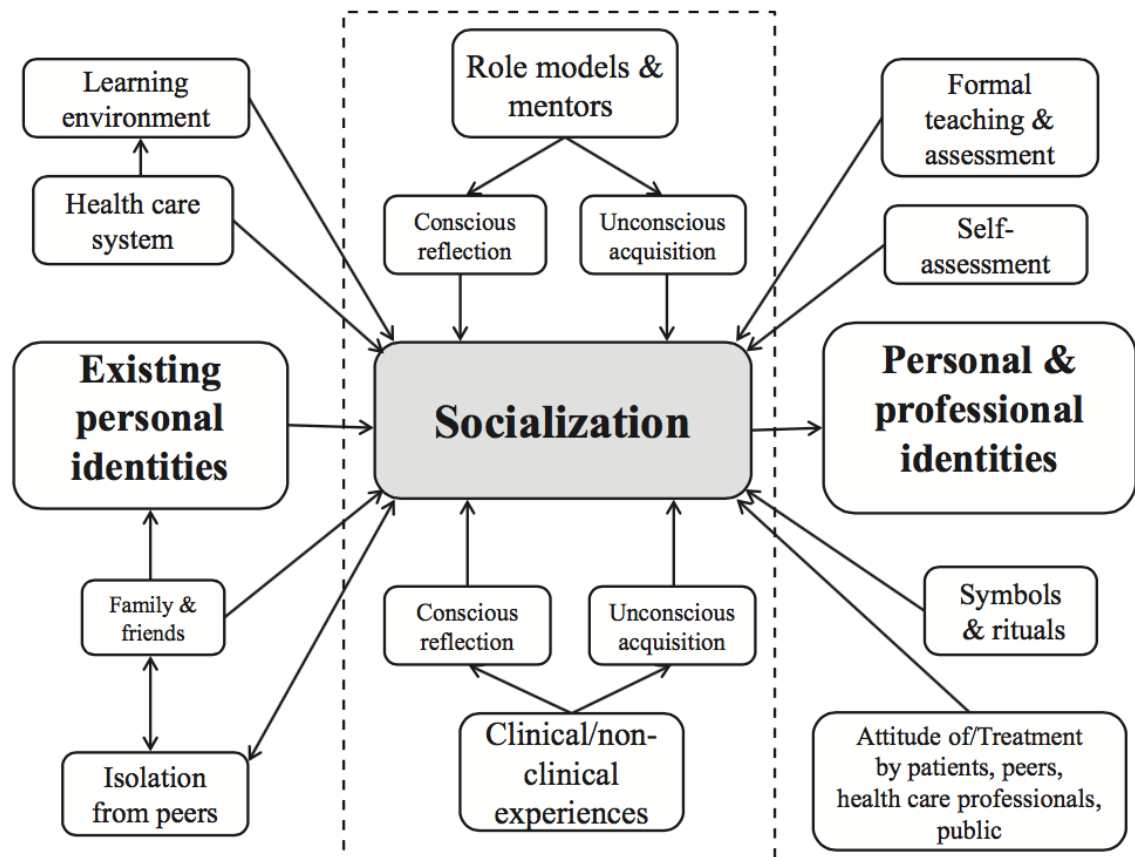 Learning
environment
Health care
system
Existing
personal
identities
Family &
friends
Isolation
from peers
Role models &
mentors
Conscious
reflection
Unconscious
acquisition
Socialization
Conscious
reflection
Unconscious
acquisition
Clinical/non-
clinical
experiences
Formal
teaching &
assessment
Self-
assessment
Personal &
professional
identities
Symbols
& rituals
Attitude of/Treatment
by patients, peers,
health care professionals,
public